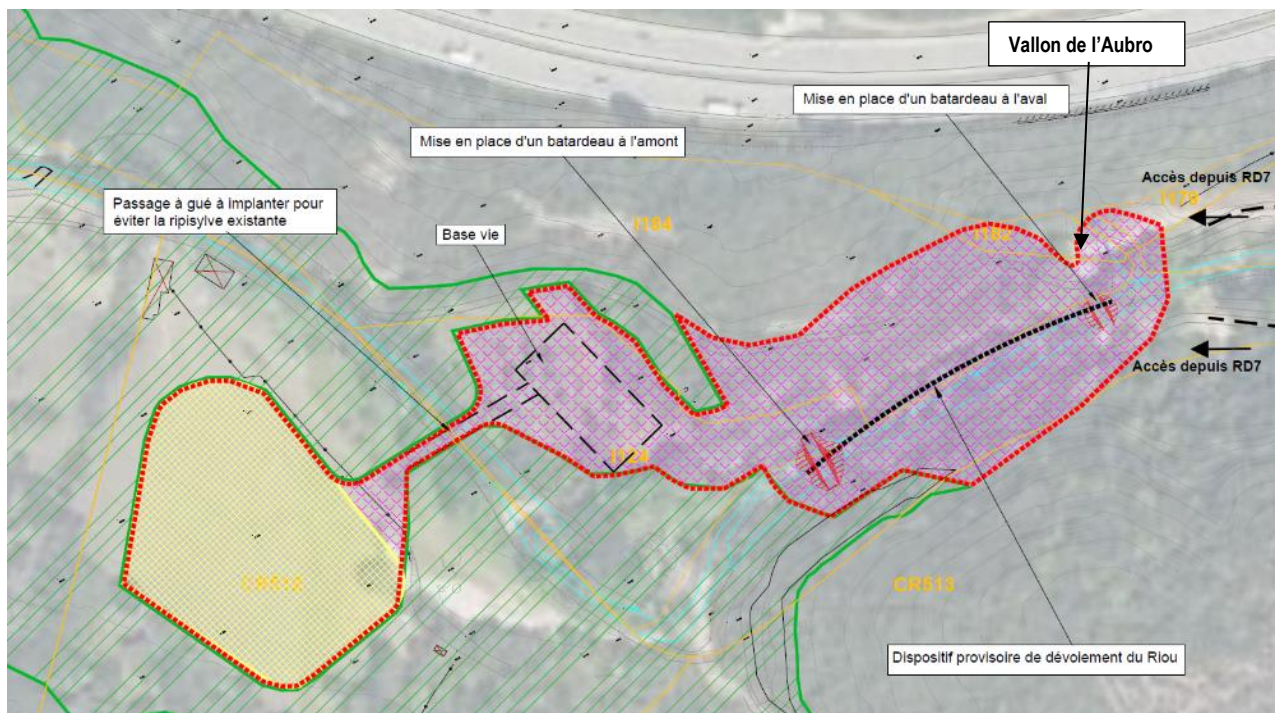 Vallon de l'Aubro
Mise en place d'un batardeau à l'aval
Mise en place d'un batardeau à l'amont
Accès depuis RD7
I179
Passage à gué à implanter pour
éviter la ripisylve existante
I184
I182
Base vie
Accès depuis RD7
I124
CR512
CR513
Dispositif provisoire de dévoiement du Riou